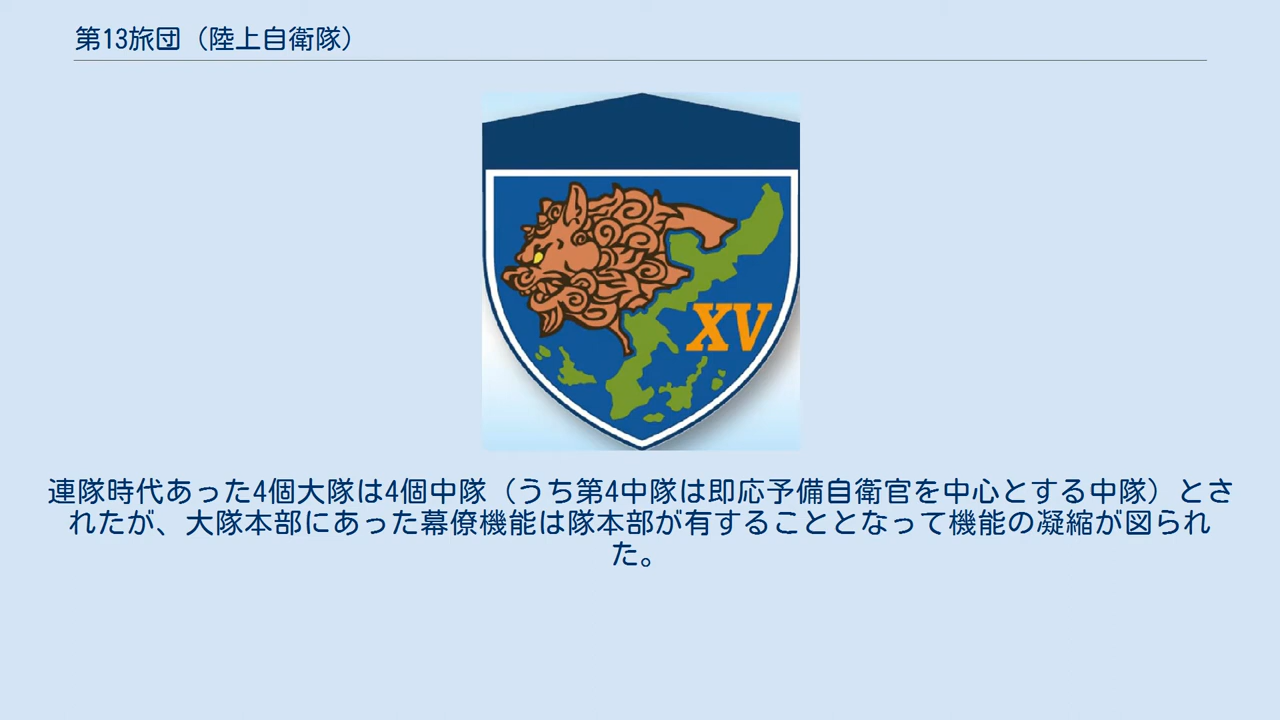 第13旅団（陸上自衛隊）
XV
連隊時代あった4個大隊は4個中隊（うち第4中隊は即応予備自衛官を中心とする中隊）とさ
れたが、大隊本部にあった幕僚機能は隊本部が有することとなって機能の凝縮が図られ
た。